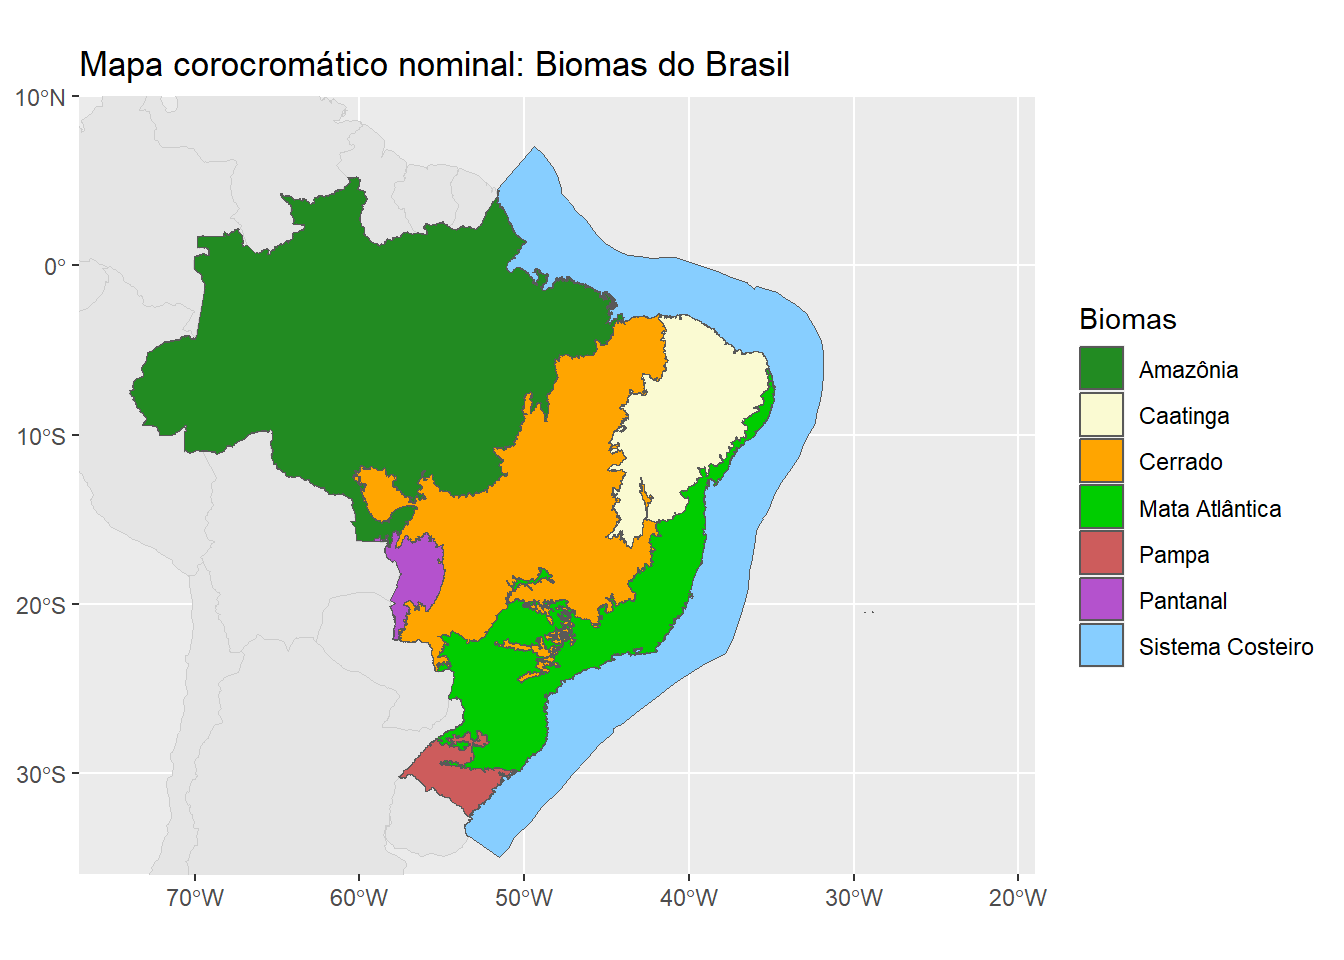 Mapa corocromático nominal: Biomas do Brasil
10°N
0°
10°S
20°S
30°S
70°W
60°W
50°W
40°W
30°W
20°W
Biomas
Amazônia
Caatinga
Cerrado
Mata Atlântica
Pampa
Pantanal
Sistema Costeiro